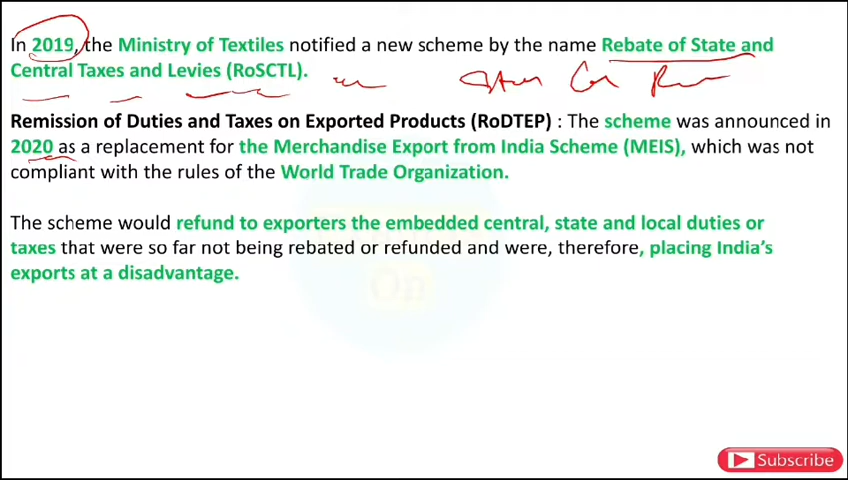 In 2019, the Ministry of Textiles notified a new scheme by the name Rebate of State and
Central Taxes and Levies (RoSCTL).
Remission of Duties and Taxes on Exported Products (RoDTEP) : The scheme was announced in
2020 as a replacement for the Merchandise Export from India Scheme (MEIS), which was not
compliant with the rules of the World Trade Organization.
The scheme would refund to exporters the embedded central, state and local duties or
taxes that were so far not being rebated or refunded and were, therefore, placing India's
exports at a disadvantage.
On
Subscribe